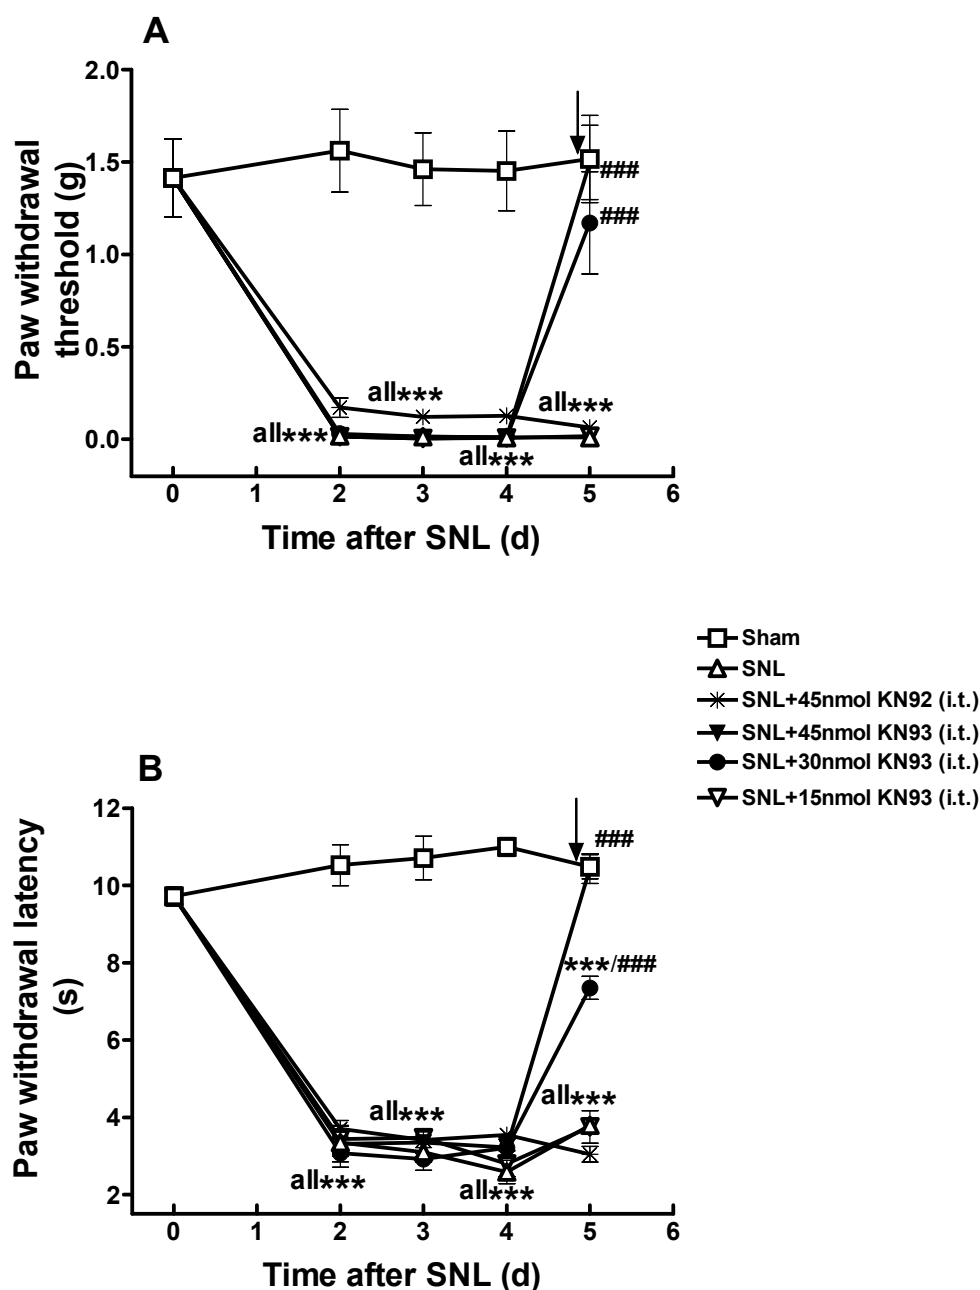 A
2.0
1.5
1.0
0.5
0.0
Paw withdrawal
threshold (g)
###
###
all***
all***
all***
all***
0 1 2 3 4 5 6
Time after SNL (d)
Sham
SNL
SNL+45nmol KN92 (i.t.)
SNL+45nmol KN93 (i.t.)
SNL+30nmol KN93 (i.t.)
SNL+15nmol KN93 (i.t.)
B
12
10
8
6
4
2
Paw withdrawal latency
(s)
###
***/###
all***
all***
all***
all***
0 1 2 3 4 5 6
Time after SNL (d)